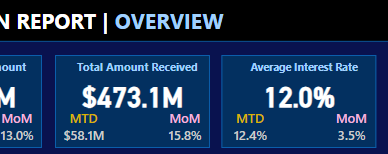 N REPORT | OVERVIEW
ount
M
13.0%
MoM
Total Amount Received
$473.1M
MTD MoM
$58.1M 15.8%
Average Interest Rate
12.0%
MTD MoM
12.4% 3.5%